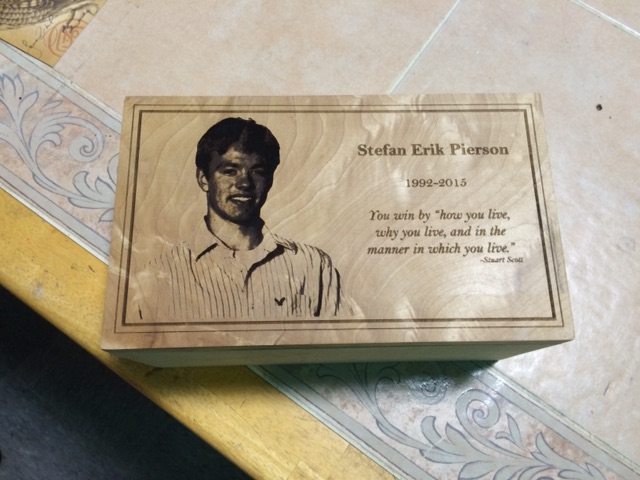 Stefan Erik Pierson
1992-2015
You win by "how you live,
why you live, and in the
manner in which you live."
-Stuart Scott